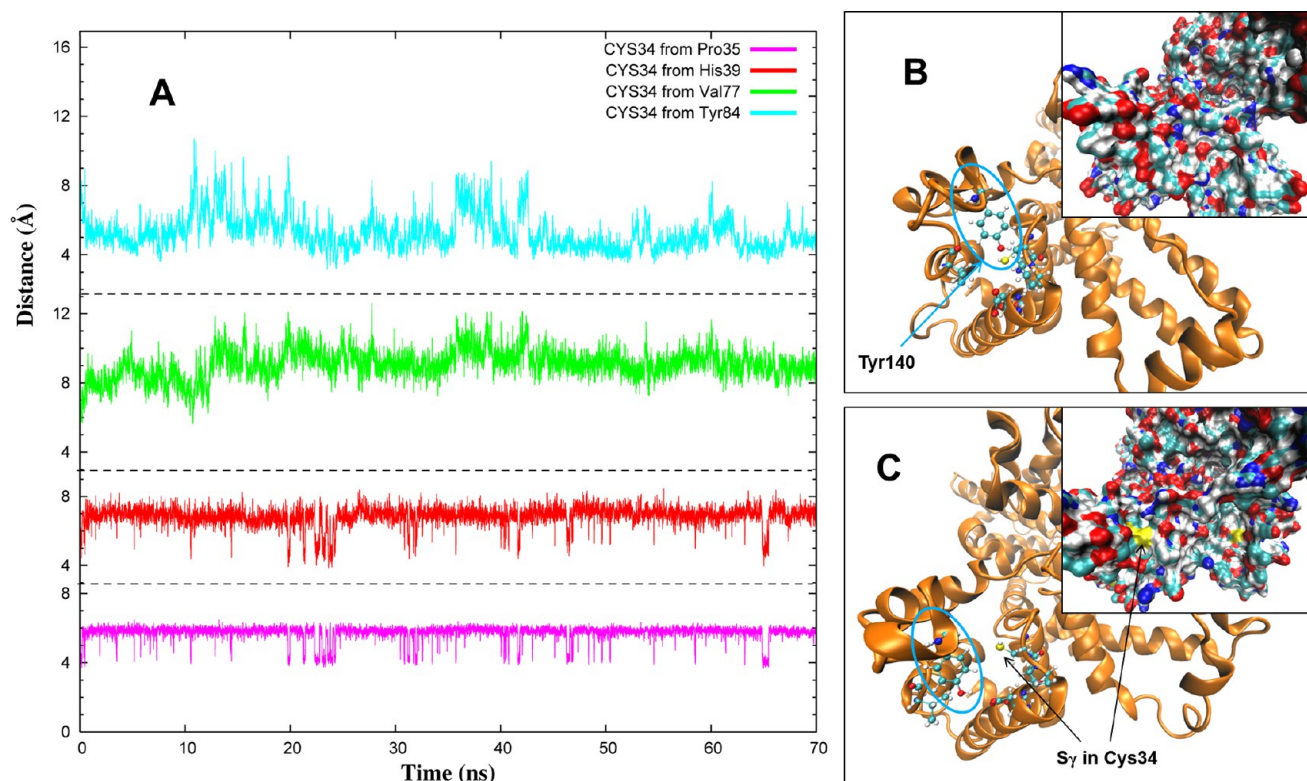 A
CYS34 from Pro35
CYS34 from His39
CYS34 from Val77
CYS34 from Tyr84
Distance (Å)
16
12
8
4
12
8
4
8
4
8
4
0
0 10 20 30 40 50 60 70
Time (ns)
B
Tyr140
C
Sγ in Cys34